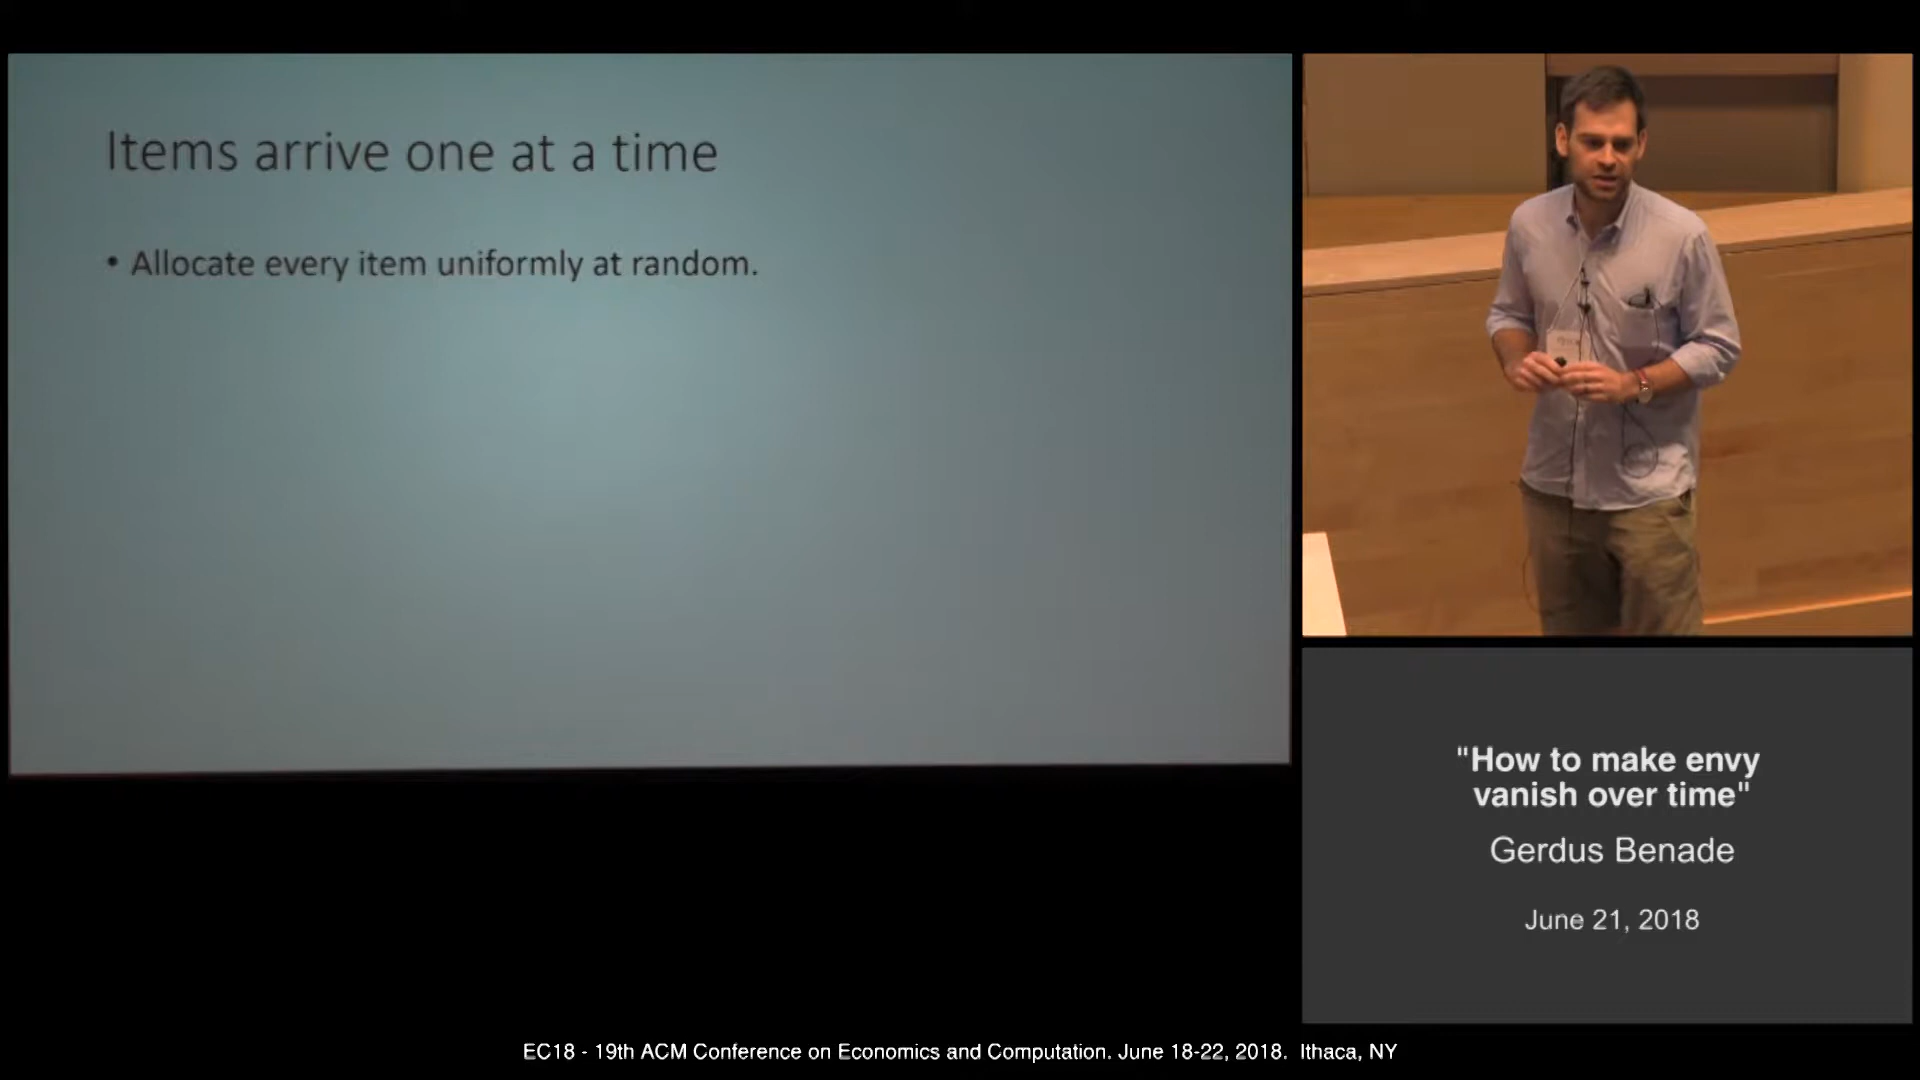 Items arrive one at a time
• Allocate every item uniformly at random.
"How to make envy
vanish over time"
Gerdus Benade
June 21, 2018
EC18 - 19th ACM Conference on Economics and Computation. June 18-22, 2018. Ithaca, NY